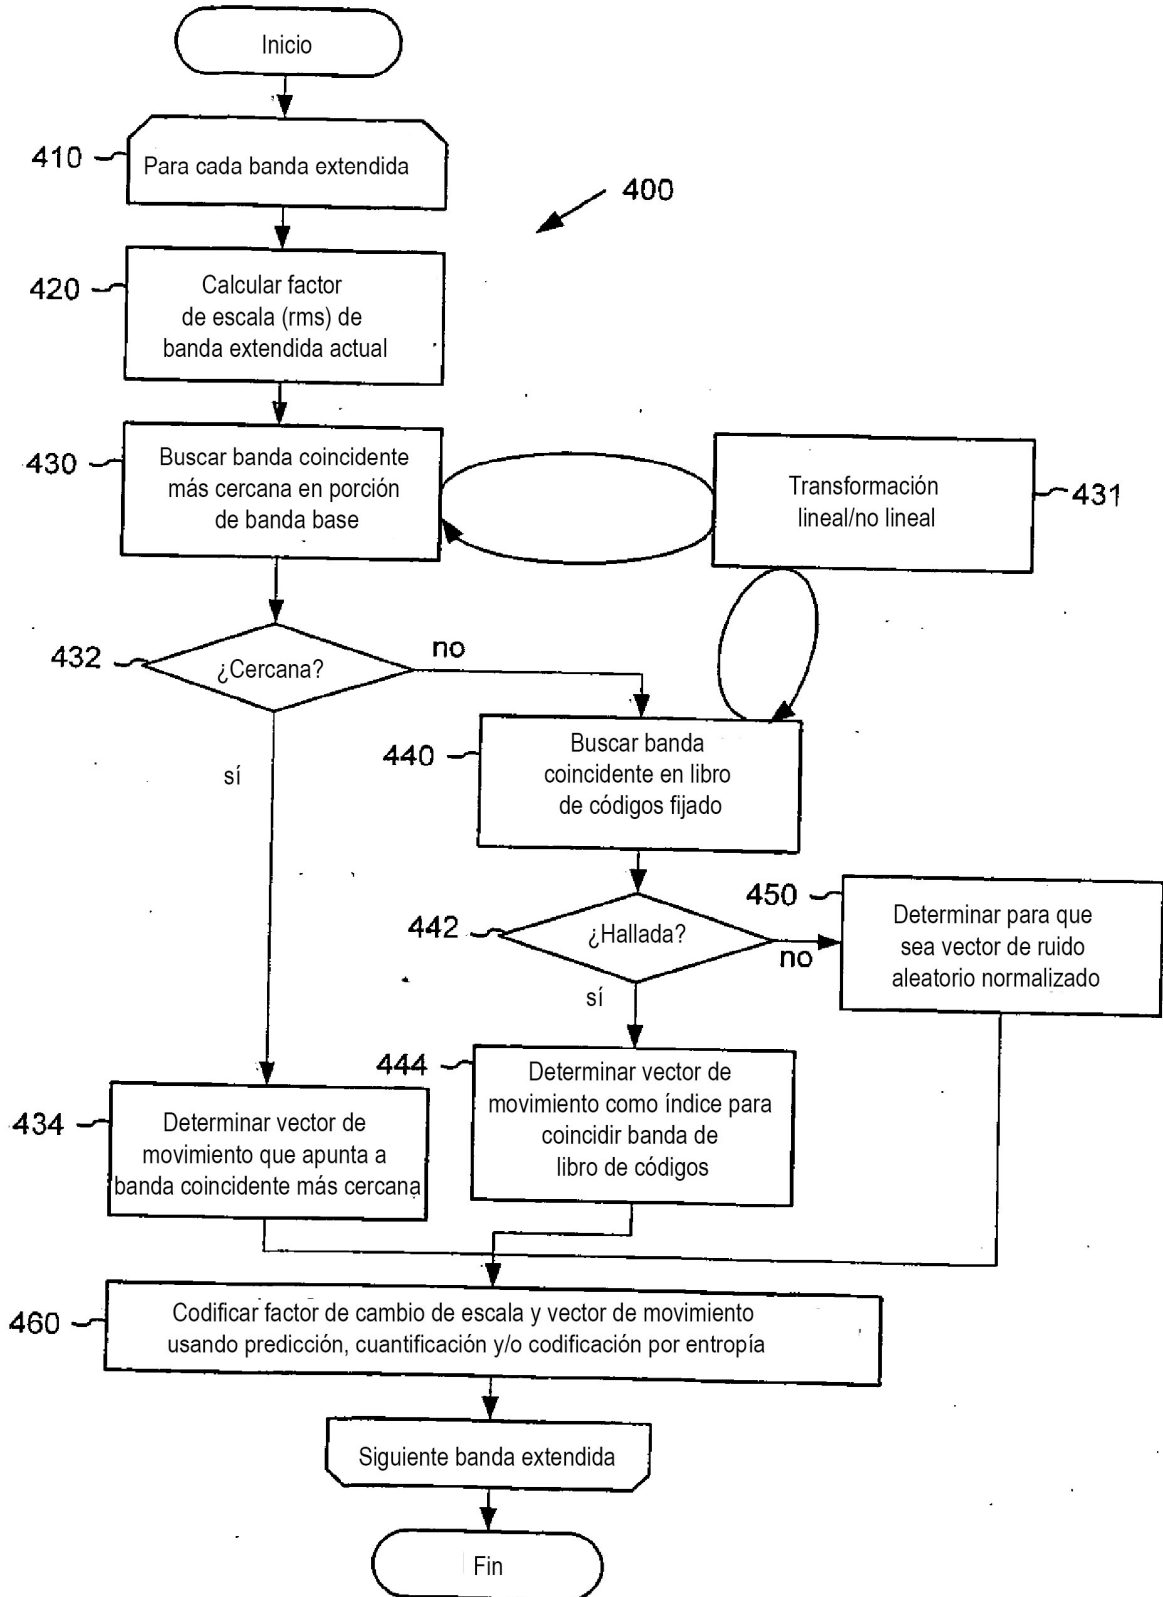 Inicio
410
Para cada banda extendida
400
420
Calcular factor
de escala (rms) de
banda extendida actual
430
Buscar banda coincidente
más cercana en porción
de banda base
Transformación
lineal/no lineal
431
432
¿Cercana?
no
sí
440
Buscar banda
coincidente en libro
de códigos fijado
442
¿Hallada?
no
sí
450
Determinar para que
sea vector de ruido
aleatorio normalizado
444
Determinar vector de
movimiento como índice para
coincidir banda de
libro de códigos
434
Determinar vector de
movimiento que apunta a
banda coincidente más cercana
460
Codificar factor de cambio de escala y vector de movimiento
usando predicción, cuantificación y/o codificación por entropía
Siguiente banda extendida
Fin